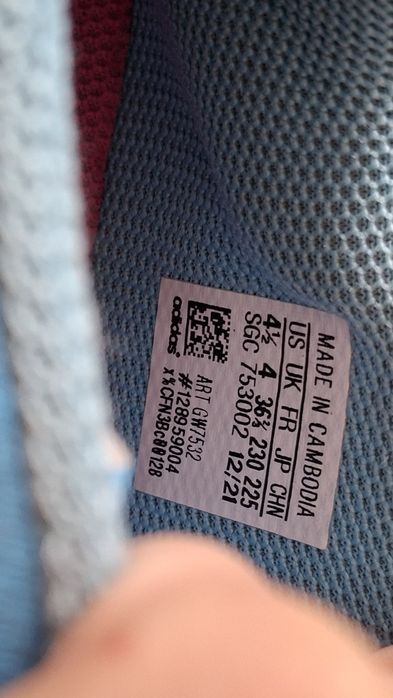 MADE IN CAMBODIA
US UK FR JP CHN
4½ 4 36⅔ 230 225
SGC 753002 12/21
ART GW7532
#128959004
adidas